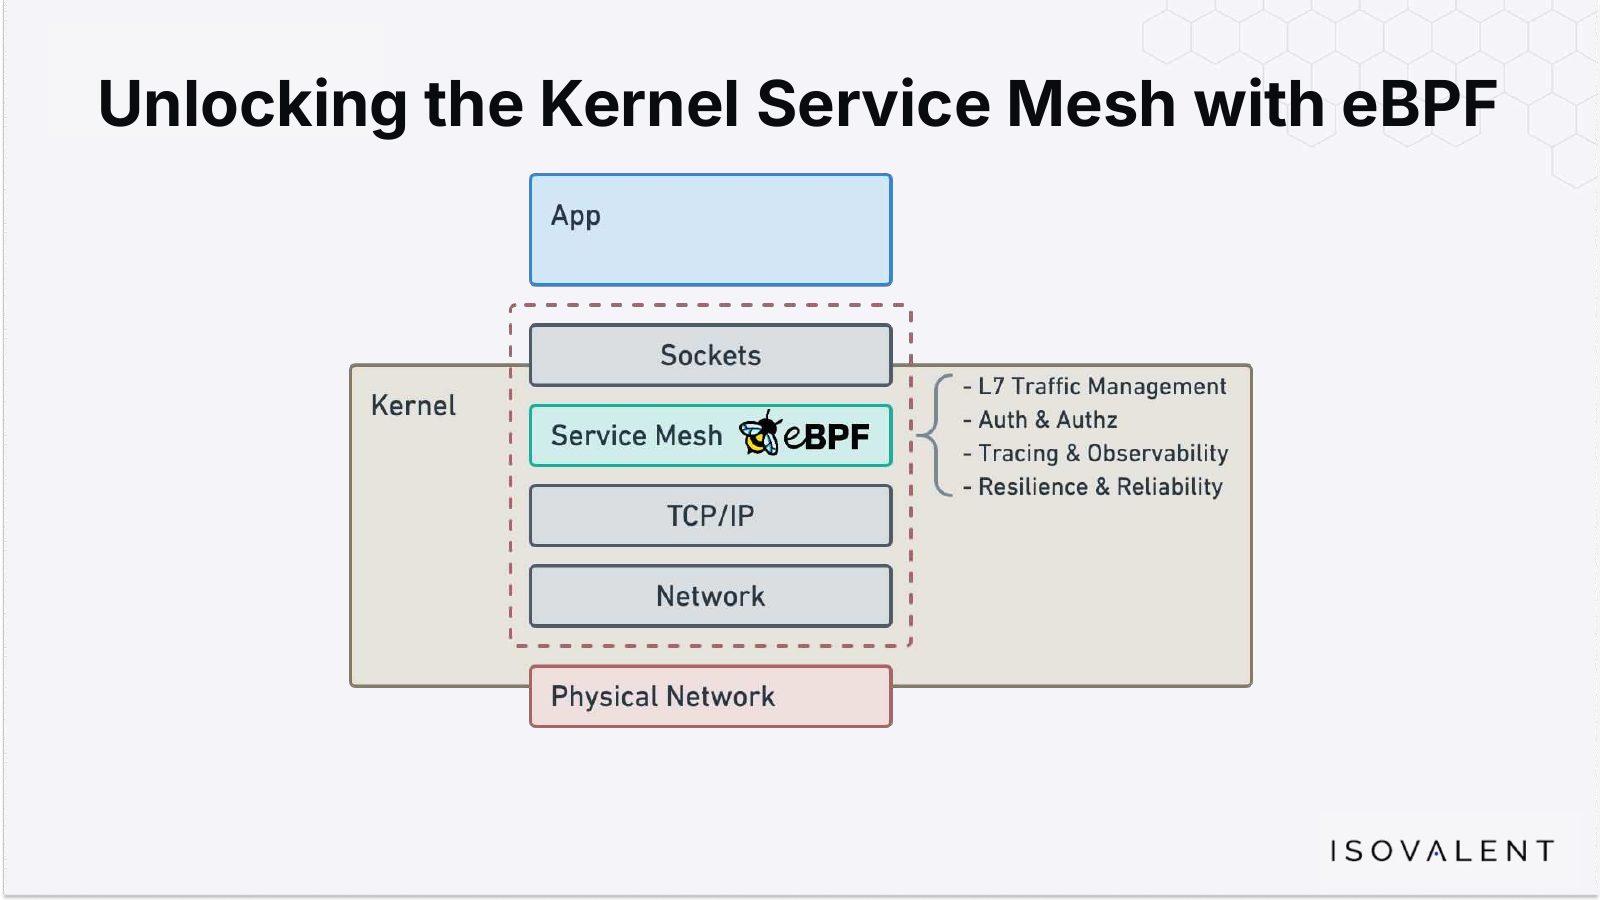 Unlocking the Kernel Service Mesh with eBPF
App
Sockets
Kernel
Service Mesh eBPF
- L7 Traffic Management
- Auth & Authz
- Tracing & Observability
- Resilience & Reliability
TCP/IP
Network
Physical Network
ISOVALENT